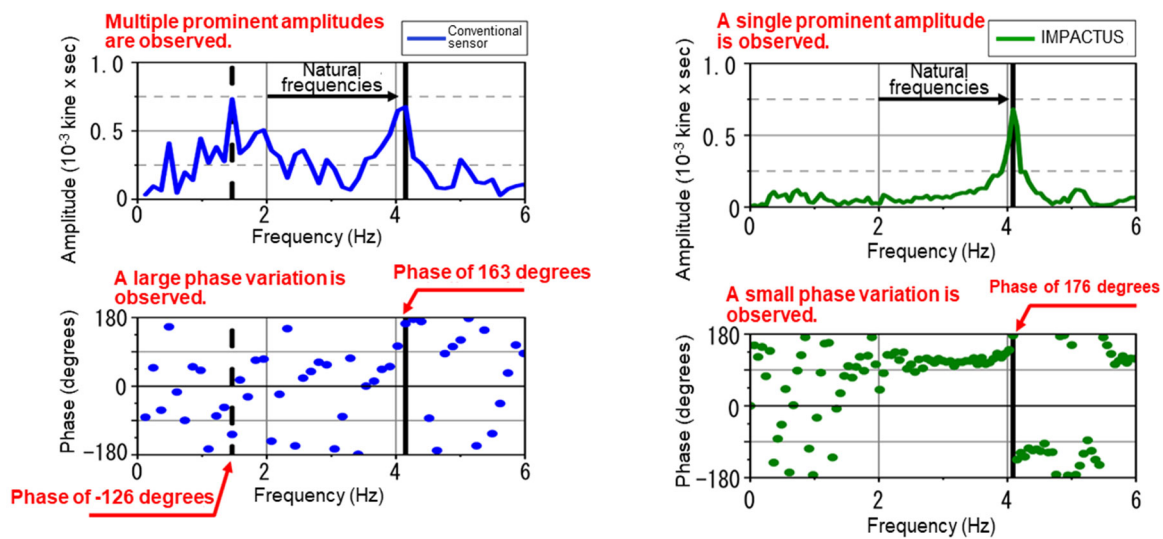 Multiple prominent amplitudes
are observed.
Conventional
sensor
1.0
0.5
0
Amplitude (10⁻³ kine x sec)
Natural
frequencies
0 2 4 6
Frequency (Hz)
A large phase variation is
observed.
Phase of 163 degrees
180
0
−180
Phase (degrees)
0 2 4 6
Frequency (Hz)
Phase of -126 degrees
A single prominent amplitude
is observed.
IMPACTUS
1.0
0.5
0
Amplitude (10⁻³ kine x sec)
Natural
frequencies
0 2 4 6
Frequency (Hz)
A small phase variation is
observed.
Phase of 176 degrees
180
0
-180
Phase (degrees)
0 2 4 6
Frequency (Hz)